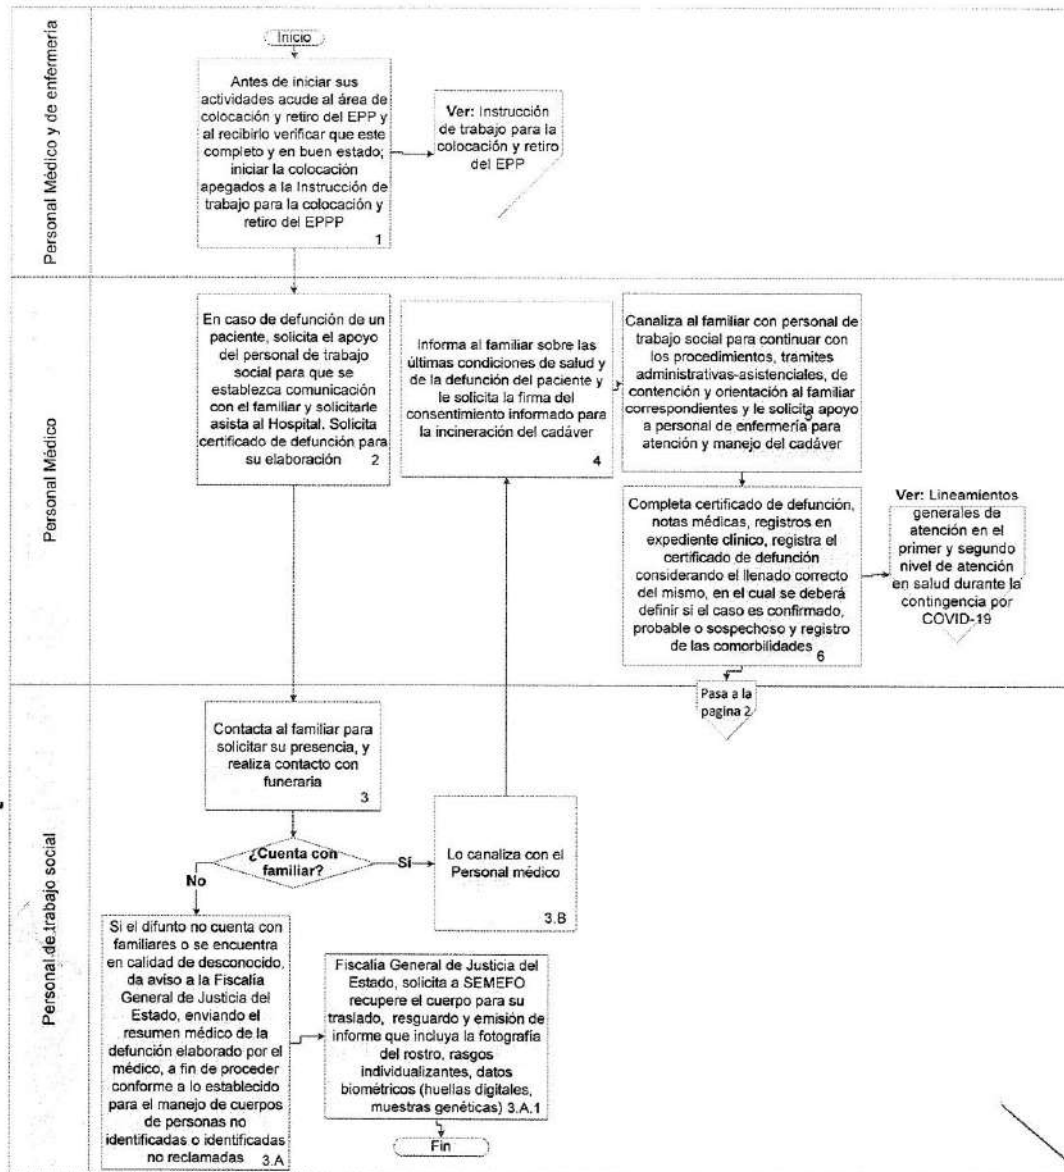 Personal Médico y de enfermería
Inicio
Antes de iniciar sus
actividades acude al área de
colocación y retiro del EPP y
al recibirlo verificar que este
completo y en buen estado;
iniciar la colocación
apegados a la Instrucción de
trabajo para la colocación y
retiro del EPPP
1
Ver: Instrucción
de trabajo para la
colocación y retiro
del EPP
Personal Médico
En caso de defunción de un
paciente, solicita el apoyo
del personal de trabajo
social para que se
establezca comunicación
con el familiar y solicitarle
asista al Hospital. Solicita
certificado de defunción para
su elaboración
2
Informa al familiar sobre las
últimas condiciones de salud y
de la defunción del paciente y
le solicita la firma del
consentimiento informado para
la incineración del cadáver
4
Canaliza al familiar con personal de
trabajo social para continuar con
los procedimientos, tramites
administrativas-asistenciales, de
contención y orientación al familiar
correspondientes y le solicita apoyo
a personal de enfermería para
atención y manejo del cadáver
5
Completa certificado de defunción,
notas médicas, registros en
expediente clínico, registra el
certificado de defunción
considerando el llenado correcto
del mismo, en el cual se deberá
definir si el caso es confirmado,
probable o sospechoso y registro
de las comorbilidades
6
Ver: Lineamientos
generales de
atención en el
primer y segundo
nivel de atención
en salud durante la
contingencia por
COVID-19
Pasa a la
pagina 2
Personal de trabajo social
Contacta al familiar para
solicitar su presencia, y
realiza contacto con
funeraria
3
¿Cuenta con
familiar?
No
Sí
Lo canaliza con el
Personal médico
3.B
Si el difunto no cuenta con
familiares o se encuentra
en calidad de desconocido,
da aviso a la Fiscalía
General de Justicia del
Estado, enviando el
resumen médico de la
defunción elaborado por el
médico, a fin de proceder
conforme a lo establecido
para el manejo de cuerpos
de personas no
identificadas o identificadas
no reclamadas
3.A
Fiscalía General de Justicia del
Estado, solicita a SEMEFO
recupere el cuerpo para su
traslado, resguardo y emisión de
informe que incluya la fotografía
del rostro, rasgos
individualizantes, datos
biométricos (huellas digitales,
muestras genéticas) 3.A.1
Fin